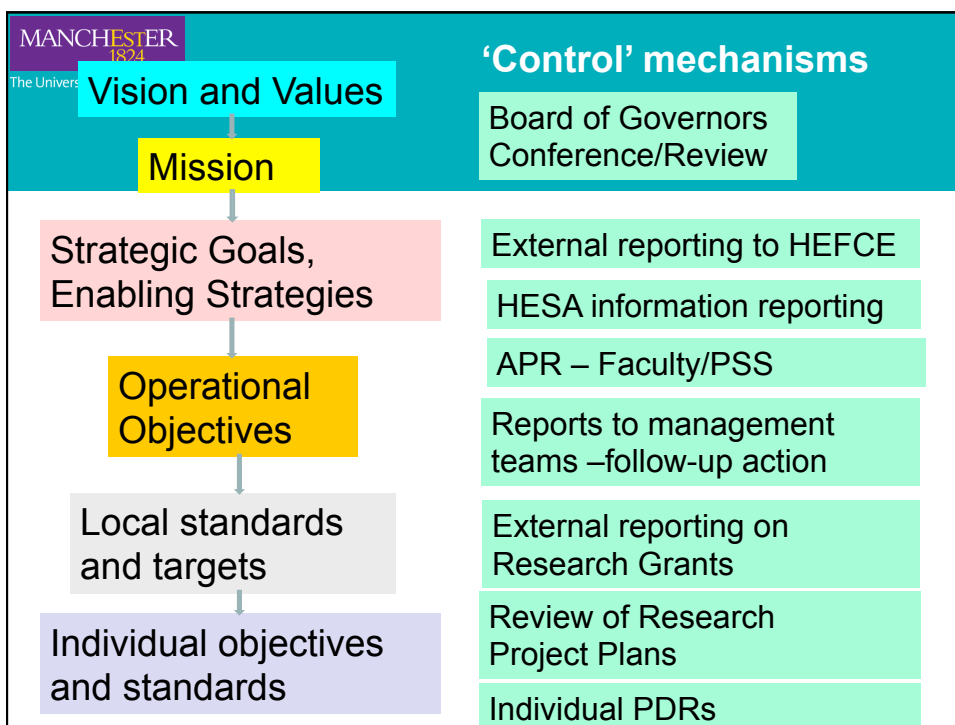 MANCHESTER
1824
The Univers
Vision and Values
Mission
Strategic Goals,
Enabling Strategies
Operational
Objectives
Local standards
and targets
Individual objectives
and standards
‘Control’ mechanisms
Board of Governors
Conference/Review
External reporting to HEFCE
HESA information reporting
APR – Faculty/PSS
Reports to management
teams –follow-up action
External reporting on
Research Grants
Review of Research
Project Plans
Individual PDRs